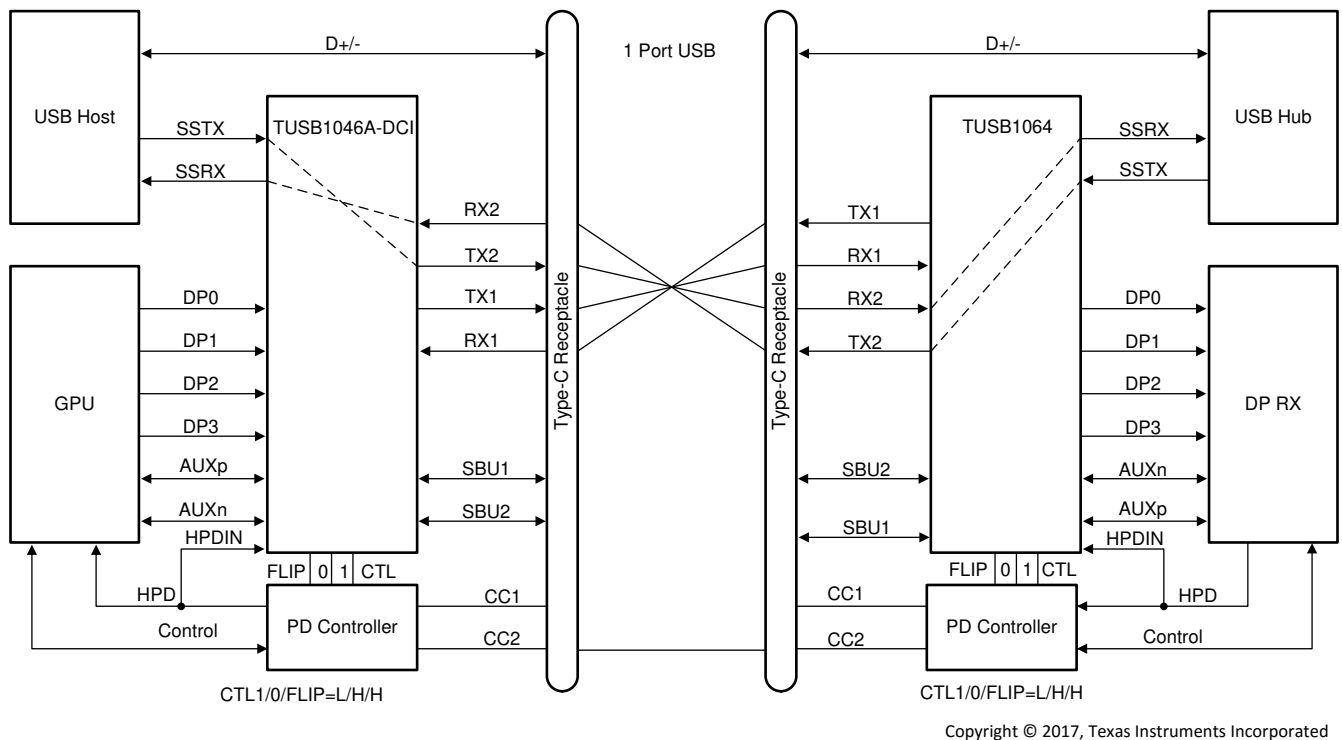 D+/-
1 Port USB
D+/-
USB Host
TUSB1046A-DCI
TUSB1064
USB Hub
SSTX
SSRX
SSRX
SSTX
RX2
TX2
TX1
RX1
Type-C Receptacle
Type-C Receptacle
TX1
RX1
RX2
TX2
GPU
DP0
DP1
DP2
DP3
AUXp
AUXn
HPDIN
SBU1
SBU2
SBU2
SBU1
DP0
DP1
DP2
DP3
AUXn
AUXp
HPDIN
DP RX
FLIP 0 1 CTL
FLIP 0 1 CTL
HPD
Control
PD Controller
CC1
CC2
CC1
CC2
PD Controller
HPD
Control
CTL1/0/FLIP=L/H/H
CTL1/0/FLIP=L/H/H
Copyright © 2017, Texas Instruments Incorporated